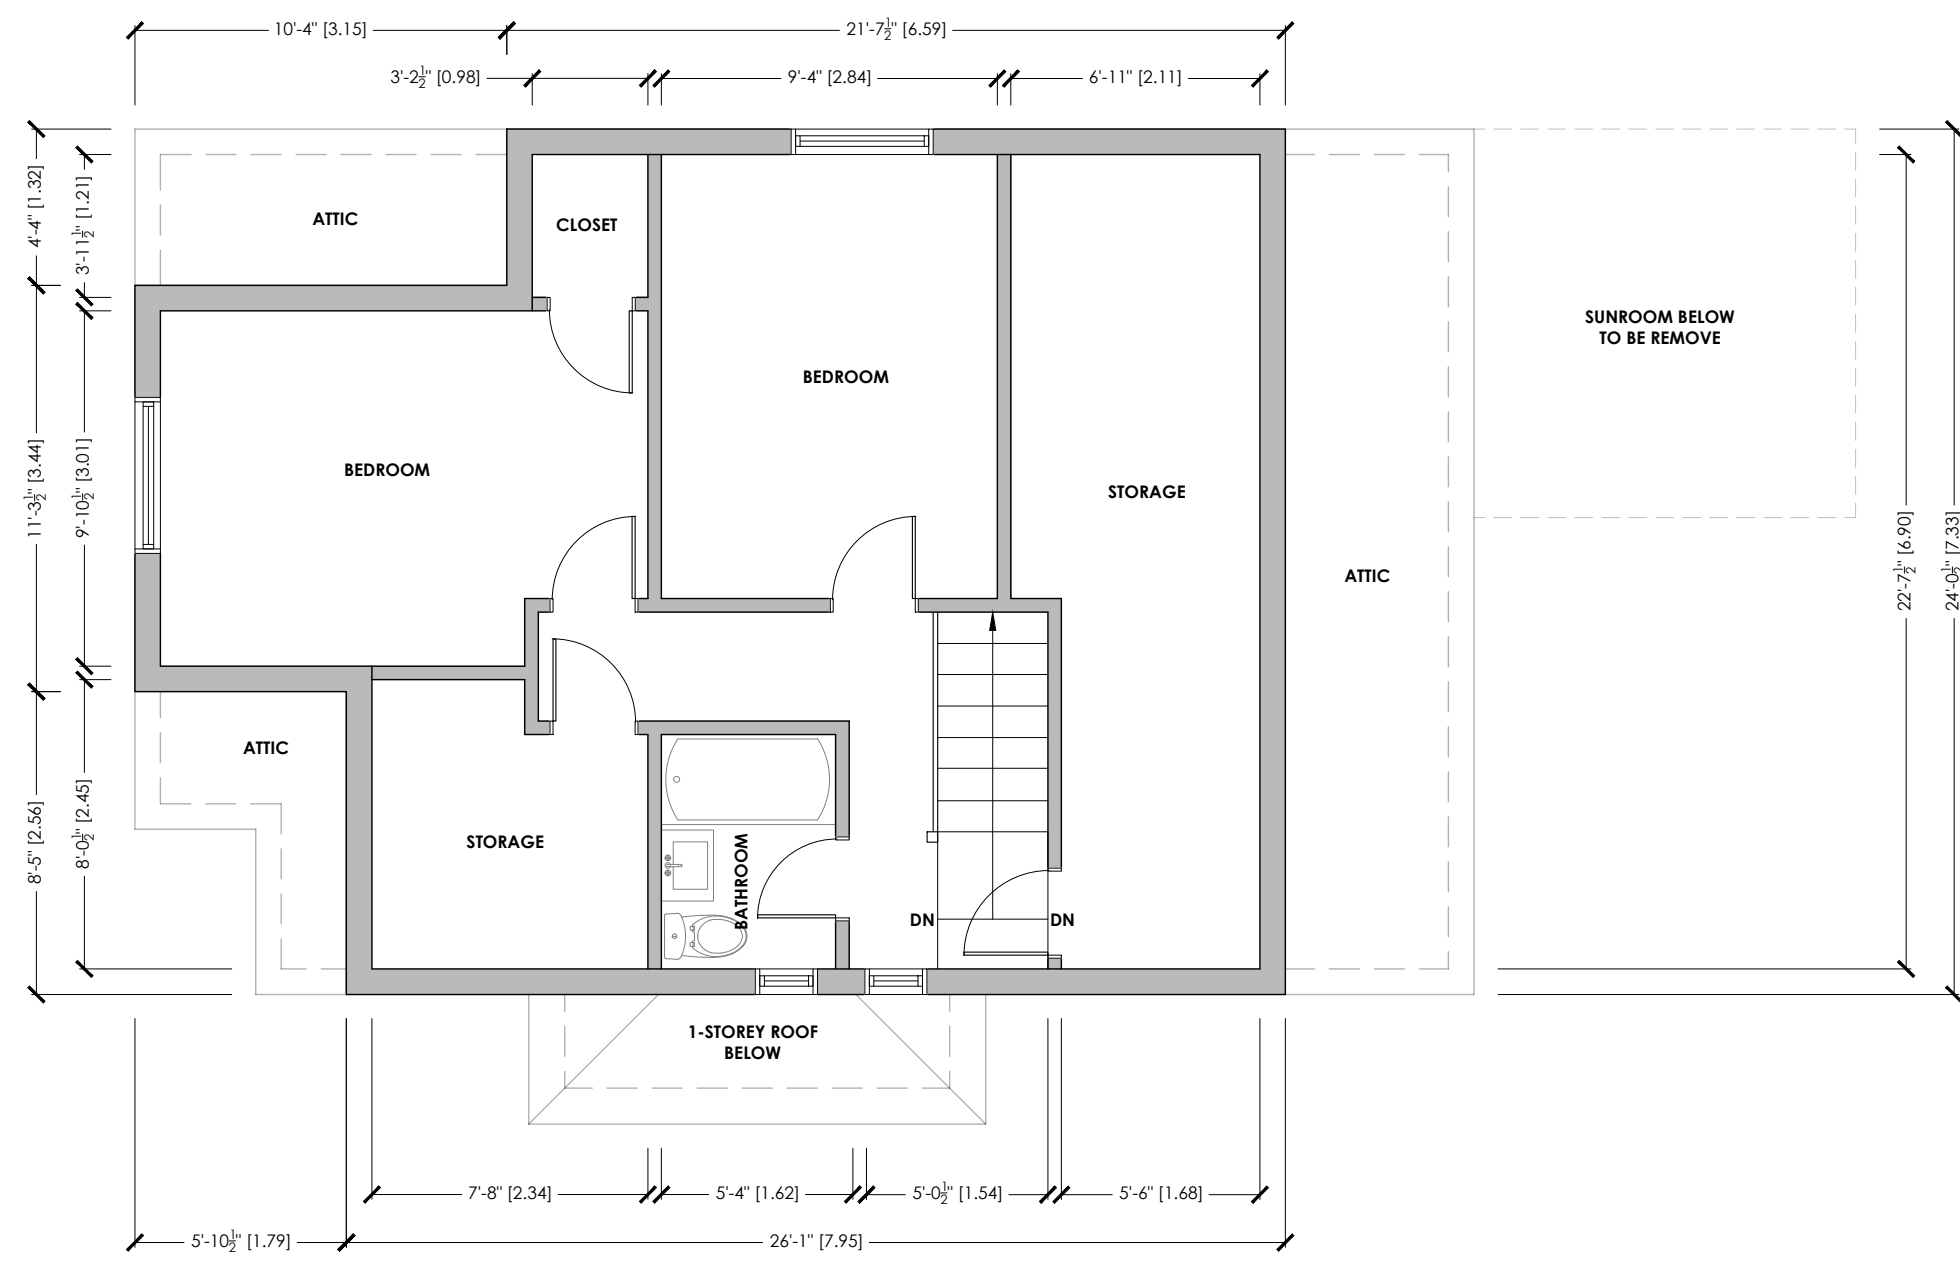 10'-4" [3.15]
21'-7½" [6.59]
3'-2½" [0.98]
9'-4" [2.84]
6'-11" [2.11]
4'-4" [1.32]
3'-11½" [1.21]
ATTIC
CLOSET
SUNROOM BELOW
TO BE REMOVE
BEDROOM
BEDROOM
STORAGE
11'-3½" [3.44]
9'-10½" [3.01]
22'-7½" [6.90]
24'-0½" [7.33]
ATTIC
ATTIC
8'-5" [2.56]
8'-0½" [2.45]
STORAGE
BATHROOM
DN
DN
1-STOREY ROOF
BELOW
7'-8" [2.34]
5'-4" [1.62]
5'-0½" [1.54]
5'-6" [1.68]
5'-10½" [1.79]
26'-1" [7.95]